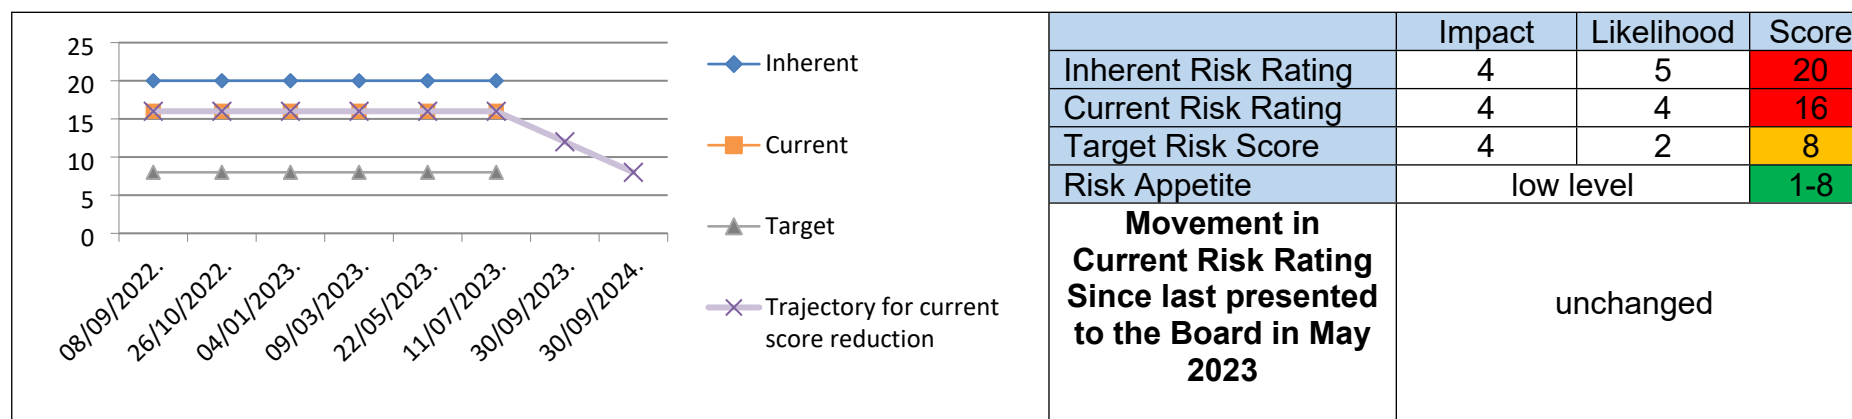 25
20
15
10
5
0
08/09/2022.
26/10/2022.
04/01/2023.
09/03/2023.
22/05/2023.
11/07/2023.
30/09/2023.
30/09/2024.
Inherent
Current
Target
Trajectory for current
score reduction
Impact Likelihood Score
Inherent Risk Rating 4 5 20
Current Risk Rating 4 4 16
Target Risk Score 4 2 8
Risk Appetite low level 1-8
Movement in
Current Risk Rating
Since last presented
to the Board in May
2023
unchanged